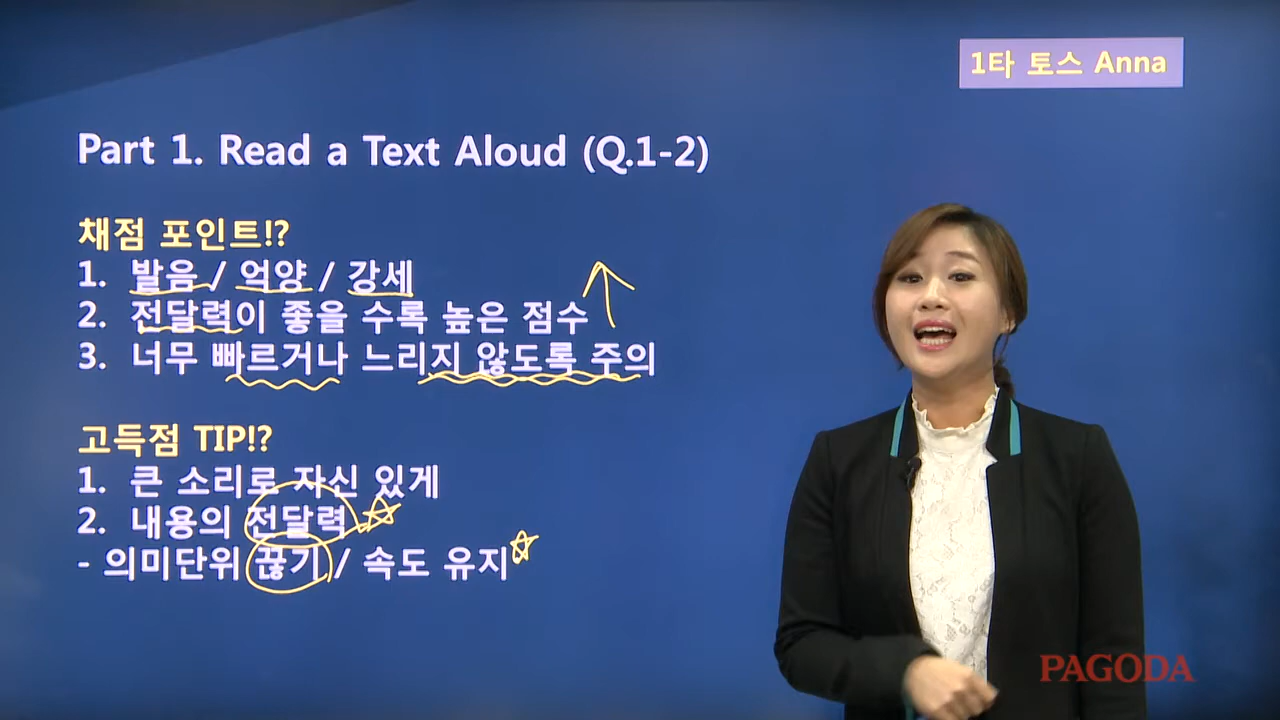 1타 토스 Anna
Part 1. Read a Text Aloud (Q.1-2)
채점 포인트!?
1. 발음 / 억양 / 강세
2. 전달력이 좋을 수록 높은 점수
3. 너무 빠르거나 느리지 않도록 주의
고득점 TIP!?
1. 큰 소리로 자신 있게
2. 내용의 전달력
- 의미단위 끊기 / 속도 유지
PAGODA